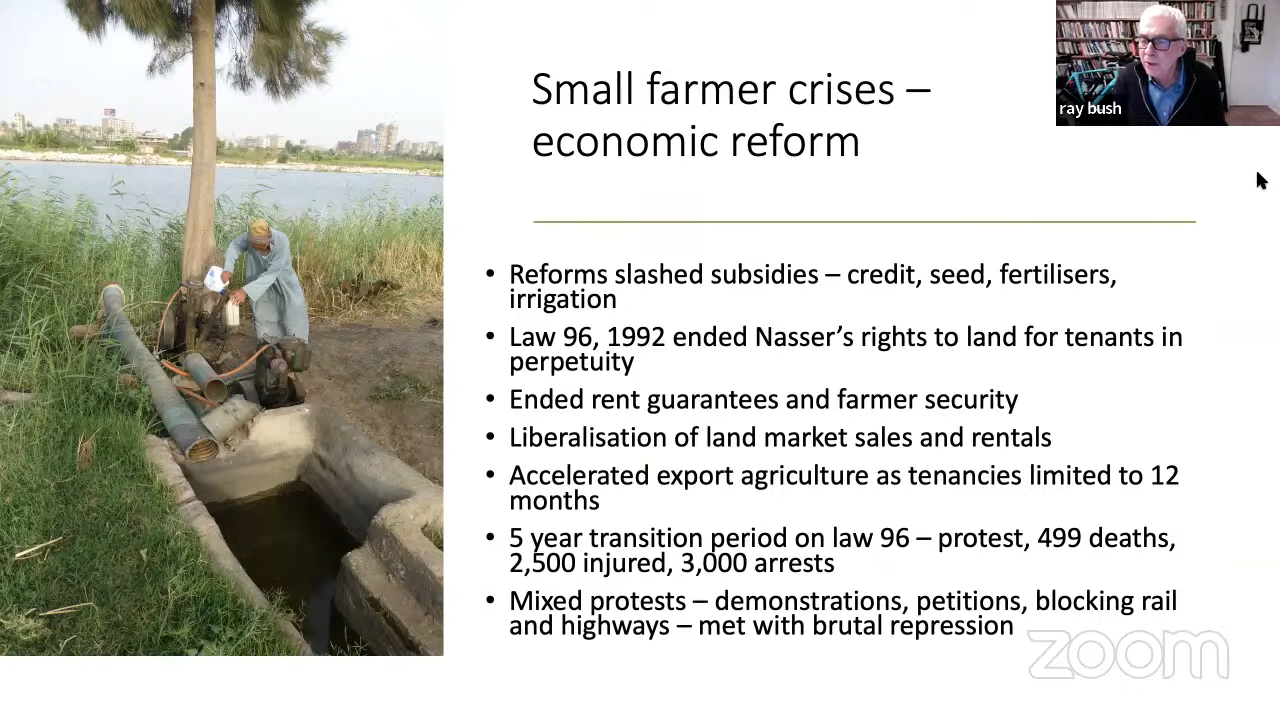 Small farmer crises –
economic reform
ray bush
• Reforms slashed subsidies – credit, seed, fertilisers,
irrigation
• Law 96, 1992 ended Nasser’s rights to land for tenants in
perpetuity
• Ended rent guarantees and farmer security
• Liberalisation of land market sales and rentals
• Accelerated export agriculture as tenancies limited to 12
months
• 5 year transition period on law 96 – protest, 499 deaths,
2,500 injured, 3,000 arrests
• Mixed protests – demonstrations, petitions, blocking rail
and highways – met with brutal repression
zoom